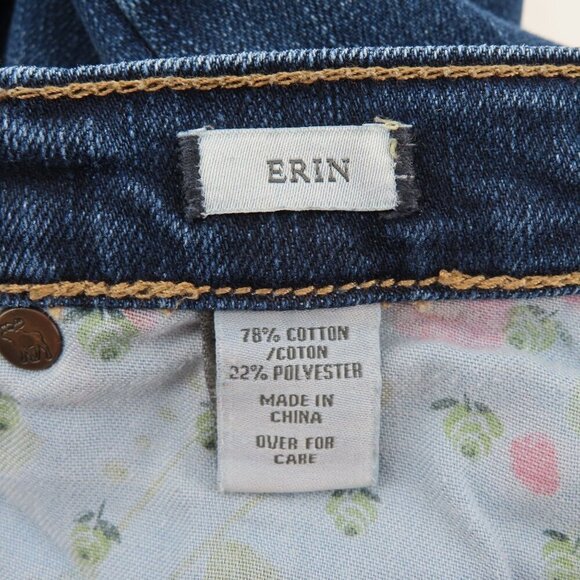 ERIN
78% COTTON
/COTON
22% POLYESTER
MADE IN
CHINA
OVER FOR
CARE